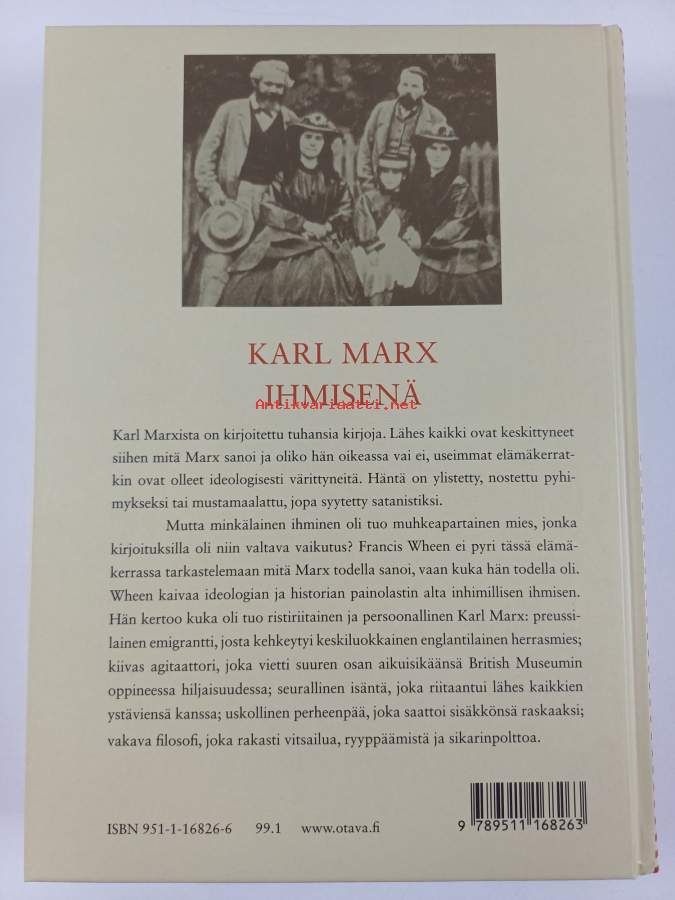 KARL MARX
IHMISENÄ
Antikvariaatti.net
Karl Marxista on kirjoitettu tuhansia kirjoja. Lähes kaikki ovat keskittyneet
siihen mitä Marx sanoi ja oliko hän oikeassa vai ei, useimmat elämäkerrat-
kin ovat olleet ideologisesti värittyneitä. Häntä on ylistetty, nostettu pyhi-
mykseksi tai mustamaalattu, jopa syytetty satanistiksi.
Mutta minkälainen ihminen oli tuo muhkeapartainen mies, jonka
kirjoituksilla oli niin valtava vaikutus? Francis Wheen ei pyri tässä elämä-
kerrassa tarkastelemaan mitä Marx todella sanoi, vaan kuka hän todella oli.
Wheen kaivaa ideologian ja historian painolastin alta inhimillisen ihmisen.
Hän kertoo kuka oli tuo ristiriitainen ja persoonallinen Karl Marx: preussi-
lainen emigrantti, josta kehkeytyi keskiluokkainen englantilainen herrasmies;
kiivas agitaattori, joka vietti suuren osan aikuisikäänsä British Museumin
oppineessa hiljaisuudessa; seurallinen isäntä, joka riitaantui lähes kaikkien
ystäviensä kanssa; uskollinen perheenpää, joka saattoi sisäkkönsä raskaaksi;
vakava filosofi, joka rakasti vitsailua, ryyppäämistä ja sikarinpolttoa.
ISBN 951-1-16826-6 99.1 www.otava.fi
9 789511 168263